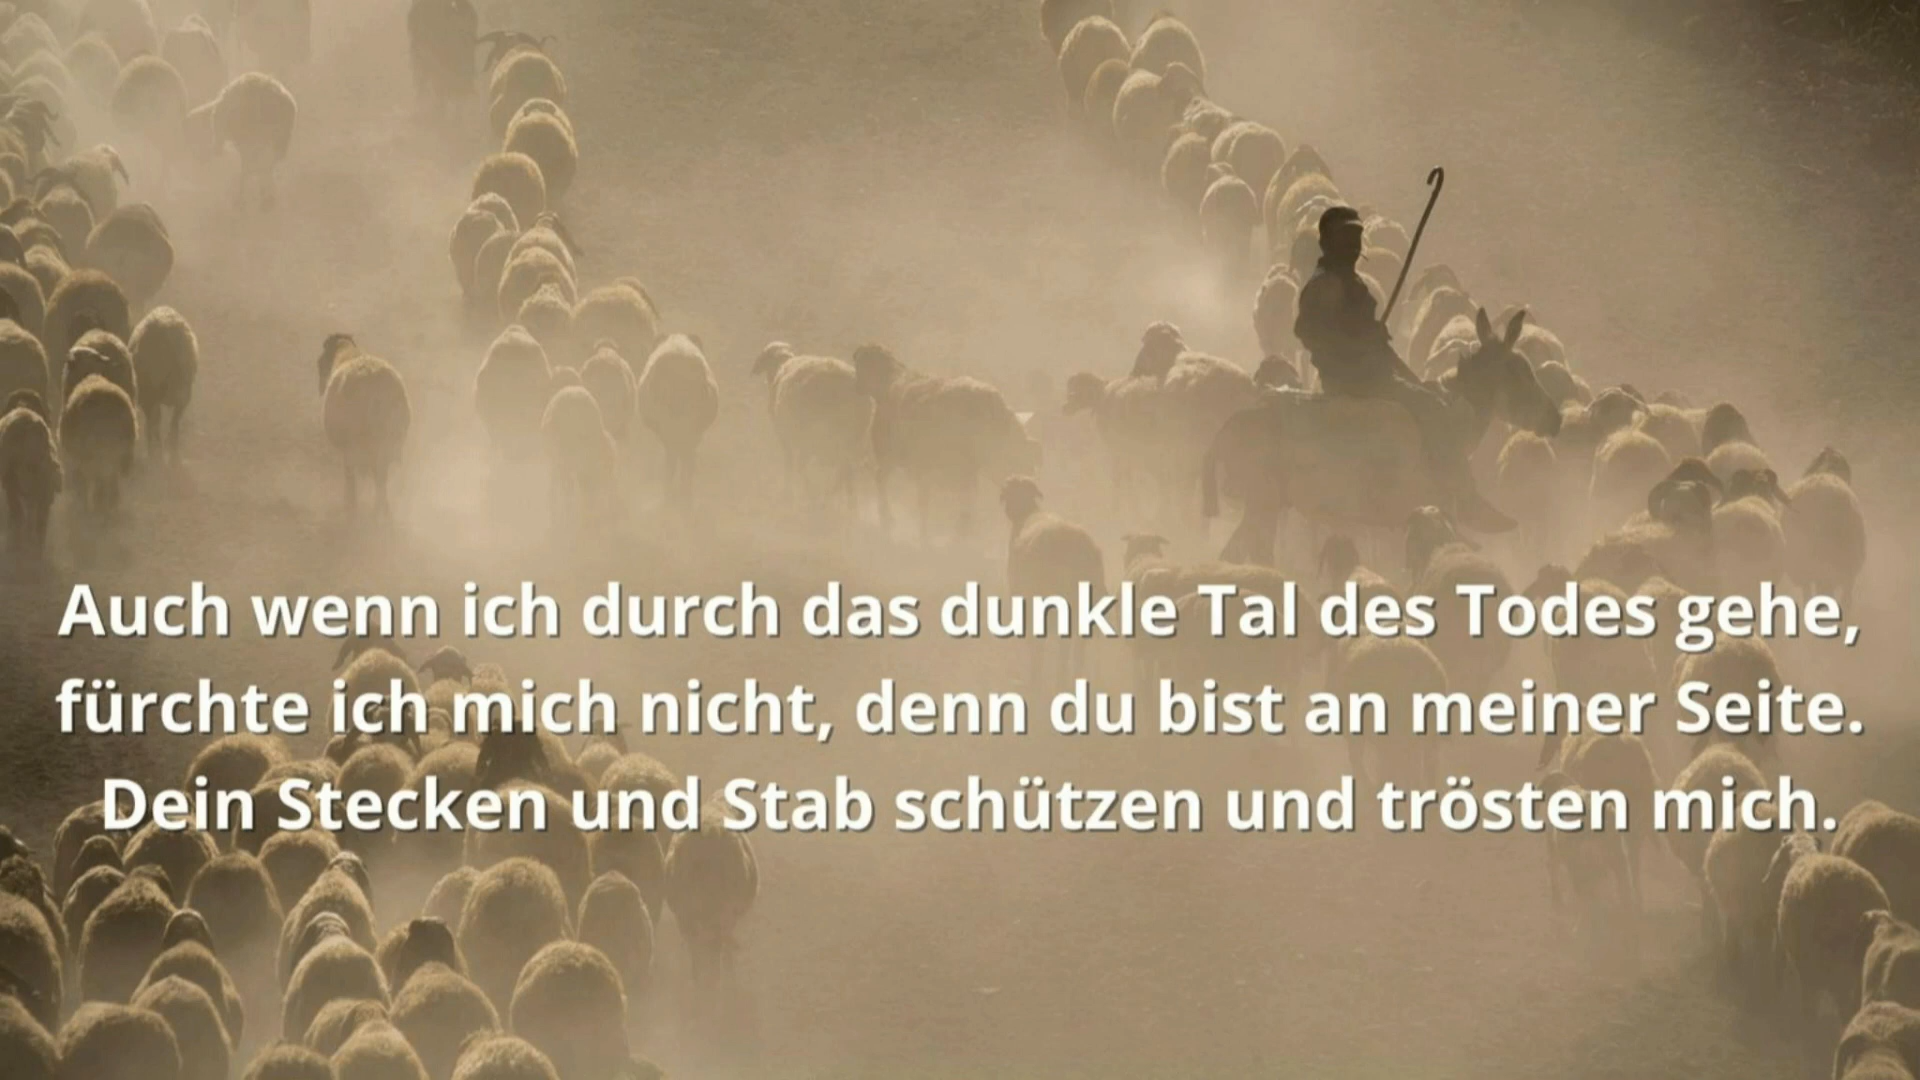 Auch wenn ich durch das dunkle Tal des Todes gehe,
fürchte ich mich nicht, denn du bist an meiner Seite.
Dein Stecken und Stab schützen und trösten mich.